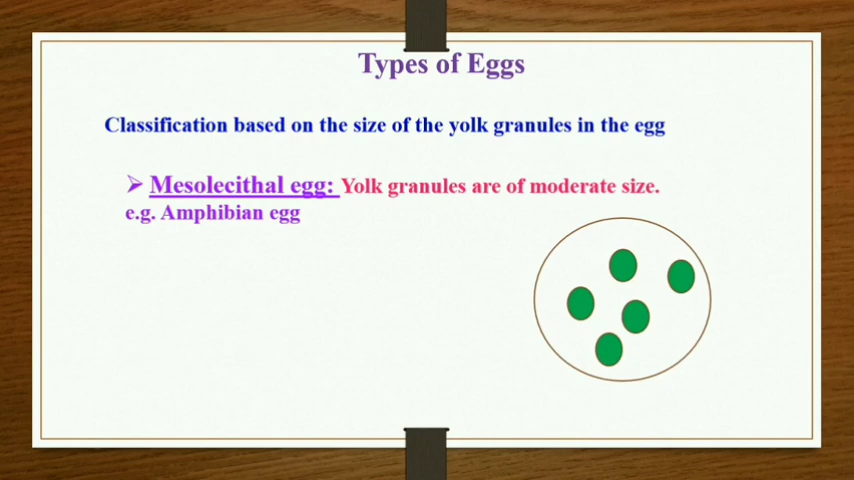 Types of Eggs
Classification based on the size of the yolk granules in the egg
➢ Mesolecithal egg: Yolk granules are of moderate size.
e.g. Amphibian egg